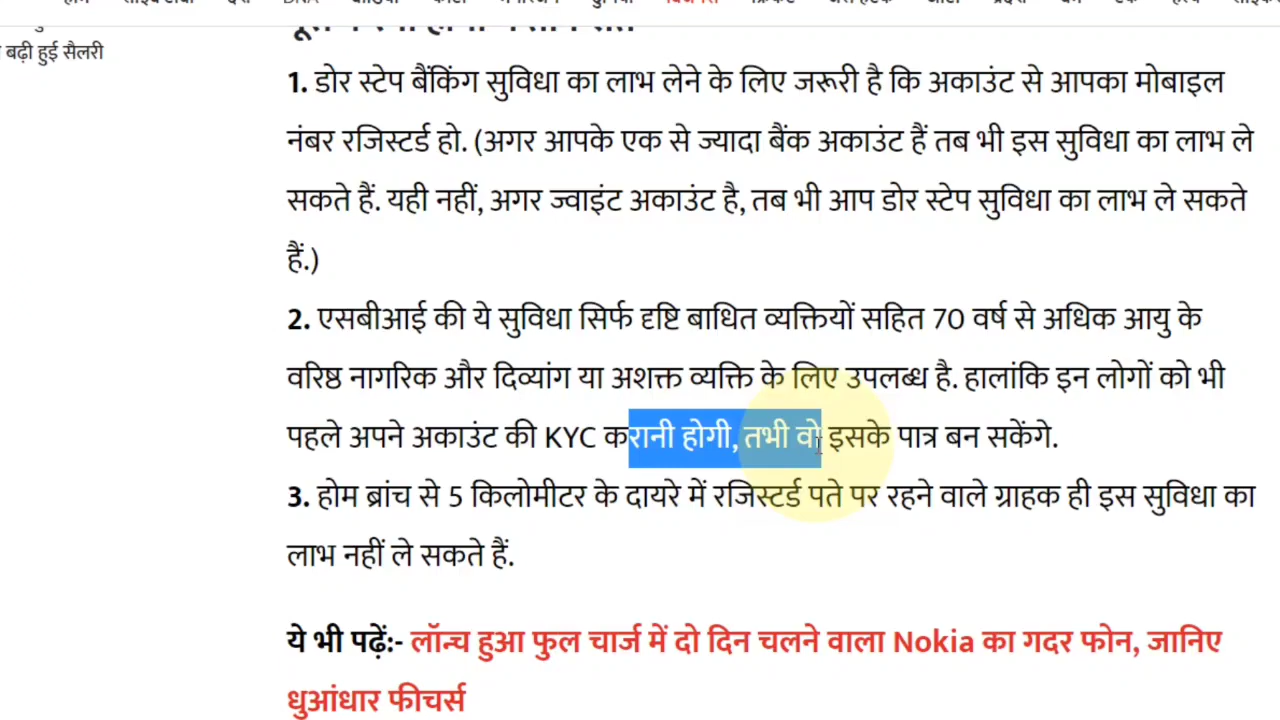 बढ़ी हुई सैलरी
1. डोर स्टेप बैंकिंग सुविधा का लाभ लेने के लिए जरूरी है कि अकाउंट से आपका मोबाइल
नंबर रजिस्टर्ड हो. (अगर आपके एक से ज्यादा बैंक अकाउंट हैं तब भी इस सुविधा का लाभ ले
सकते हैं. यही नहीं, अगर ज्वाइंट अकाउंट है, तब भी आप डोर स्टेप सुविधा का लाभ ले सकते
हैं.)
2. एसबीआई की ये सुविधा सिर्फ दृष्टि बाधित व्यक्तियों सहित 70 वर्ष से अधिक आयु के
वरिष्ठ नागरिक और दिव्यांग या अशक्त व्यक्ति के लिए उपलब्ध है. हालांकि इन लोगों को भी
पहले अपने अकाउंट की KYC करानी होगी, तभी वो इसके पात्र बन सकेंगे.
3. होम ब्रांच से 5 किलोमीटर के दायरे में रजिस्टर्ड पते पर रहने वाले ग्राहक ही इस सुविधा का
लाभ नहीं ले सकते हैं.
ये भी पढ़ें:- लॉन्च हुआ फुल चार्ज में दो दिन चलने वाला Nokia का गदर फोन, जानिए
धुआंधार फीचर्स